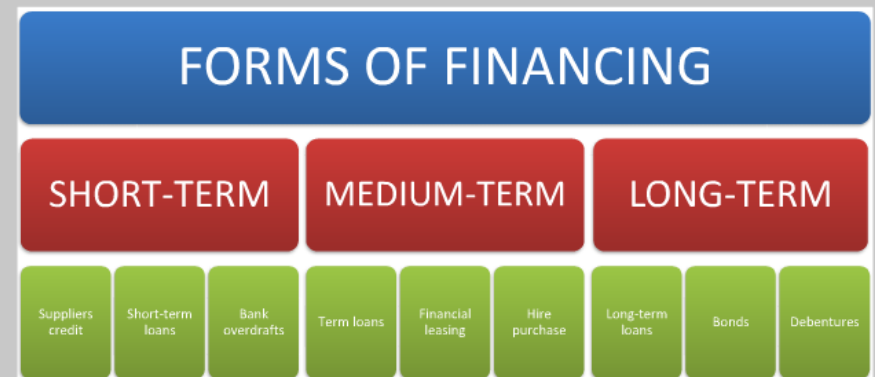 FORMS OF FINANCING
SHORT-TERM
MEDIUM-TERM
LONG-TERM
Suppliers
credit
Short-term
loans
Bank
overdrafts
Term loans
Financial
leasing
Hire
purchase
Long-term
loans
Bonds
Debentures